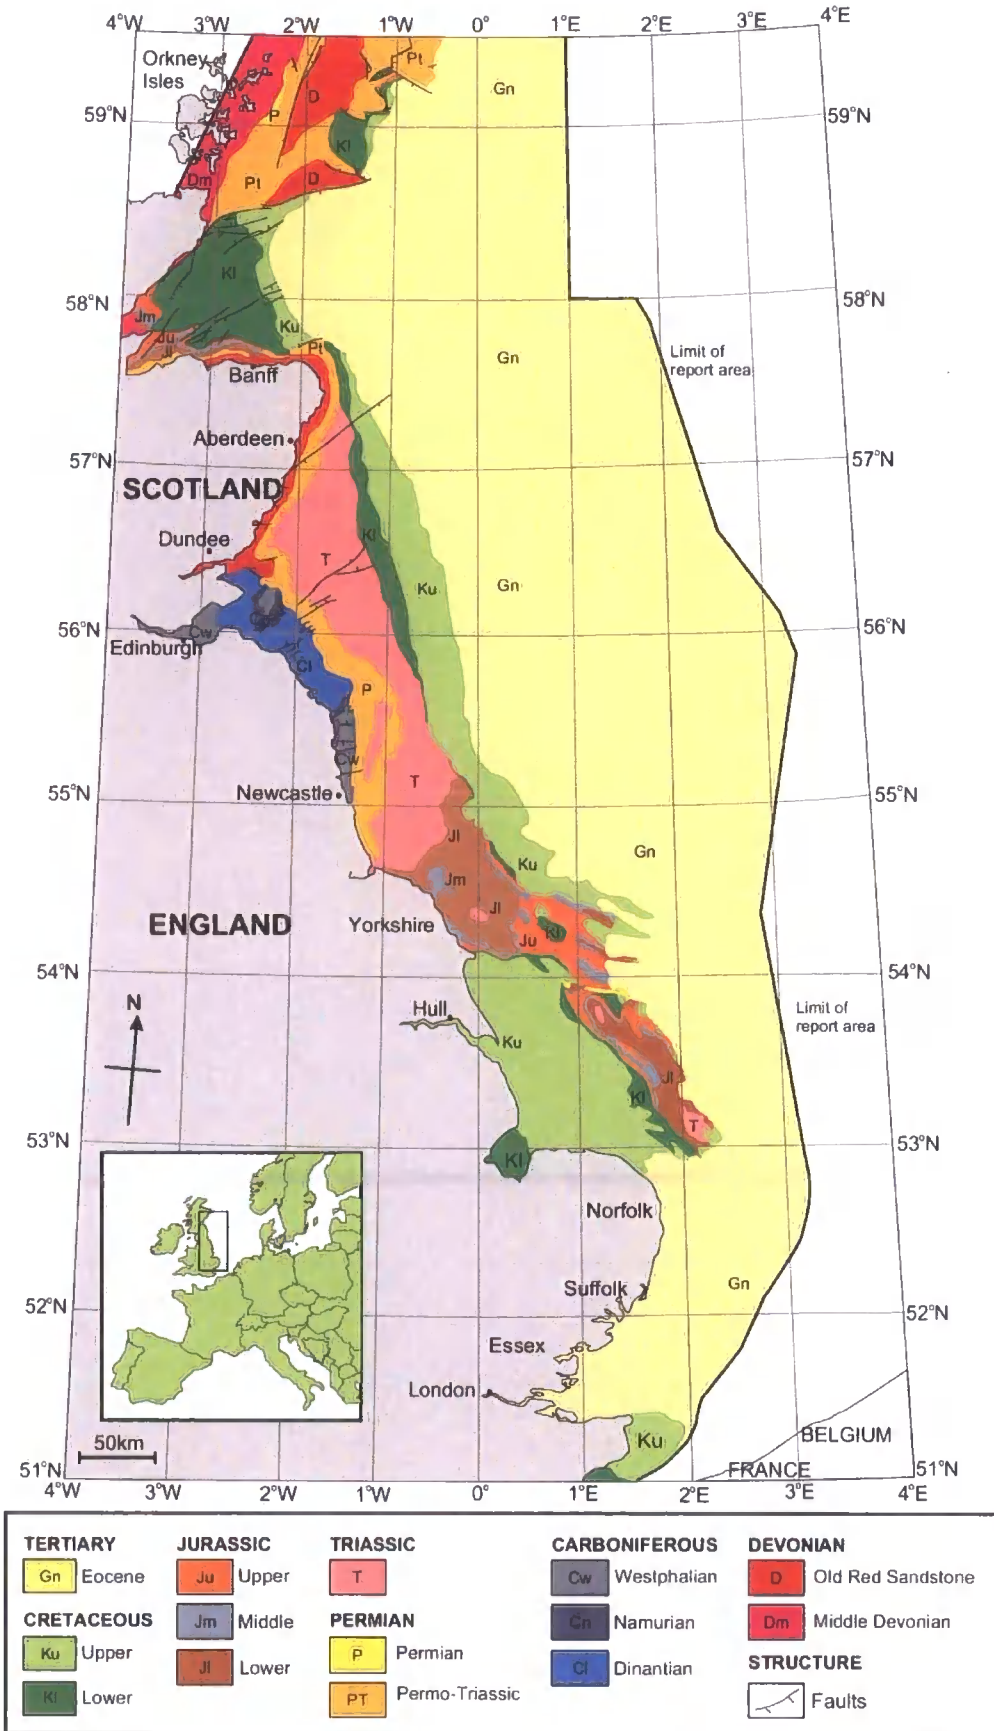 4°W 3°W 2°W 1°W 0° 1°E 2°E 3°E 4°E
Orkney
Isles
Pt
D
Gn
P
59°N 59°N
Kl
Dm
Pt
D
Kl
58°N 58°N
Jm
Ku
Ju
Jl
Pt
Gn
Limit of
report area
Banff
Aberdeen
57°N 57°N
SCOTLAND
Dundee
Kl
T
Ku
Gn
56°N 56°N
Cw
Edinburgh
Cl
P
Cw
T
Newcastle
55°N 55°N
Jl
Ku
Gn
Jm
Jl
ENGLAND
Yorkshire
Kl
Ju
54°N 54°N
N
Hull
Limit of
report area
Ku
Jl
Kl
T
53°N 53°N
Kl
Norfolk
Suffolk
Gn
52°N 52°N
Essex
London
Ku
BELGIUM
50km
FRANCE
51°N 51°N
4°W 3°W 2°W 1°W 0° 1°E 2°E 3°E 4°E
TERTIARY
Gn Eocene
CRETACEOUS
Ku Upper
Kl Lower
JURASSIC
Ju Upper
Jm Middle
Jl Lower
TRIASSIC
T
PERMIAN
P Permian
PT Permo-Triassic
CARBONIFEROUS
Cw Westphalian
Cn Namurian
Cl Dinantian
DEVONIAN
D Old Red Sandstone
Dm Middle Devonian
STRUCTURE
Faults